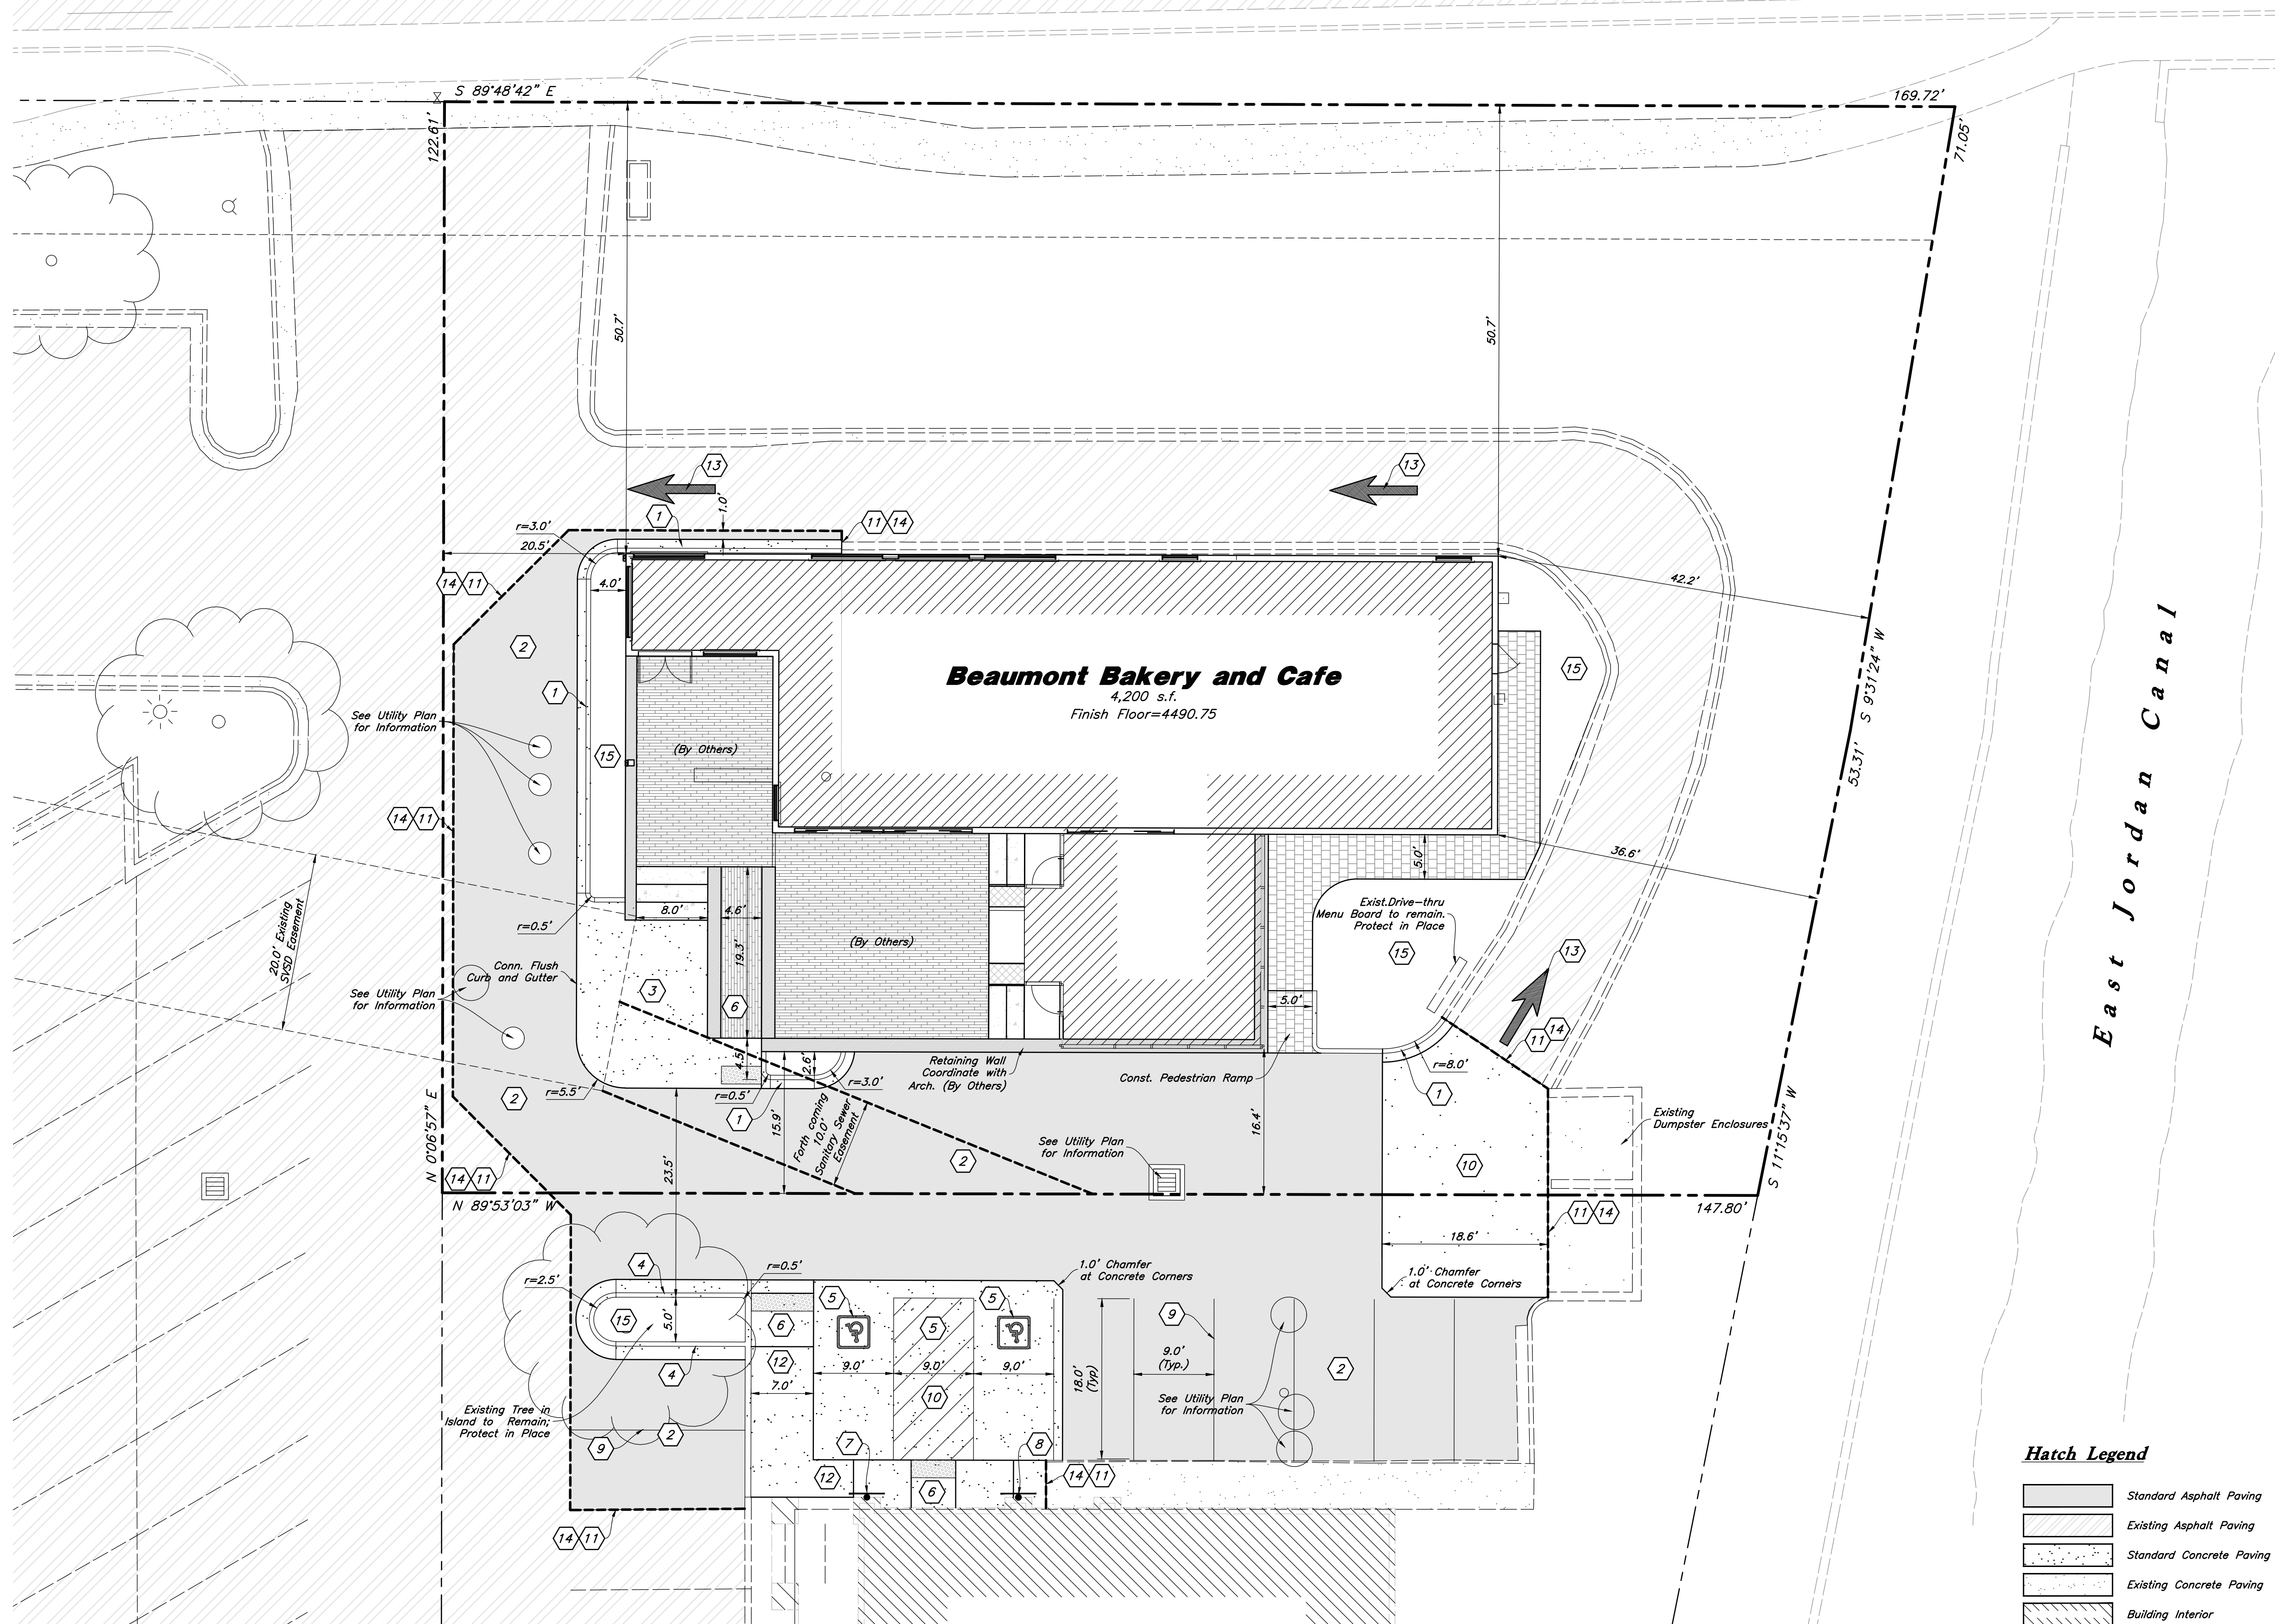 S 89°48'42" E
169.72'
122.61'
71.05'
50.7'
50.7'
13
13
1.0'
1
11 14
r=3.0'
20.5'
14 11
4.0'
42.2'
2
15
Beaumont Bakery and Cafe
4,200 s.f.
Finish Floor=4490.75
S 9°31'24" W
53.31'
East Jordan Canal
1
See Utility Plan
for Information
15
(By Others)
14 11
5.0'
36.6'
20.0' Existing
SVSD Easement
r=0.5'
8.0'
4.6'
19.3'
(By Others)
Exist.Drive-thru
Menu Board to remain.
Protect in Place
15
13
Conn. Flush
Curb and Gutter
See Utility Plan
for Information
3
6
5.0'
11 14
4.5'
2.6'
Retaining Wall
Coordinate with
Arch. (By Others)
r=8.0'
Const. Pedestrian Ramp
1
2
r=5.5'
r=0.5'
r=3.0'
1
15.9'
Forth coming
10.0'
Sanitary Sewer
Easement
16.4'
Existing
Dumpster Enclosures
N 0°06'57" E
23.5'
See Utility Plan
for Information
2
10
14 11
S 11°15'37" W
N 89°53'03" W
147.80'
11 14
18.6'
4
r=0.5'
r=2.5'
1.0' Chamfer
at Concrete Corners
1.0' Chamfer
at Concrete Corners
15
5.0'
5
5
5
9
6
4
12
7.0'
9.0'
9.0'
9.0'
18.0'
(Typ)
9.0'
(Typ.)
2
10
Existing Tree in
Island to Remain;
Protect in Place
See Utility Plan
for Information
9
2
7
8
12
6
14 11
14 11
Hatch Legend
Standard Asphalt Paving
Existing Asphalt Paving
Standard Concrete Paving
Existing Concrete Paving
Building Interior